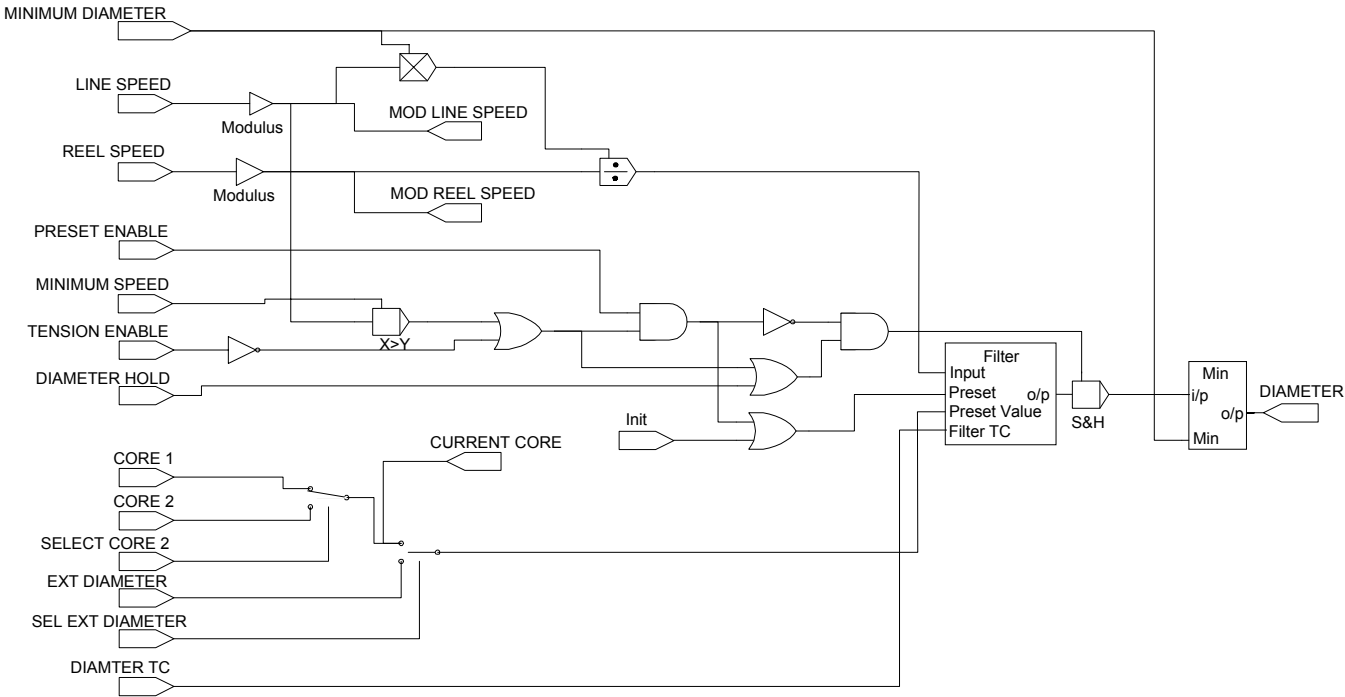 MINIMUM DIAMETER
LINE SPEED
Modulus
MOD LINE SPEED
REEL SPEED
Modulus
MOD REEL SPEED
÷
PRESET ENABLE
MINIMUM SPEED
TENSION ENABLE
X>Y
DIAMETER HOLD
Init
Filter
Input
Preset
o/p
Preset Value
Filter TC
S&H
Min
i/p
o/p
Min
DIAMETER
CURRENT CORE
CORE 1
CORE 2
SELECT CORE 2
EXT DIAMETER
SEL EXT DIAMETER
DIAMTER TC